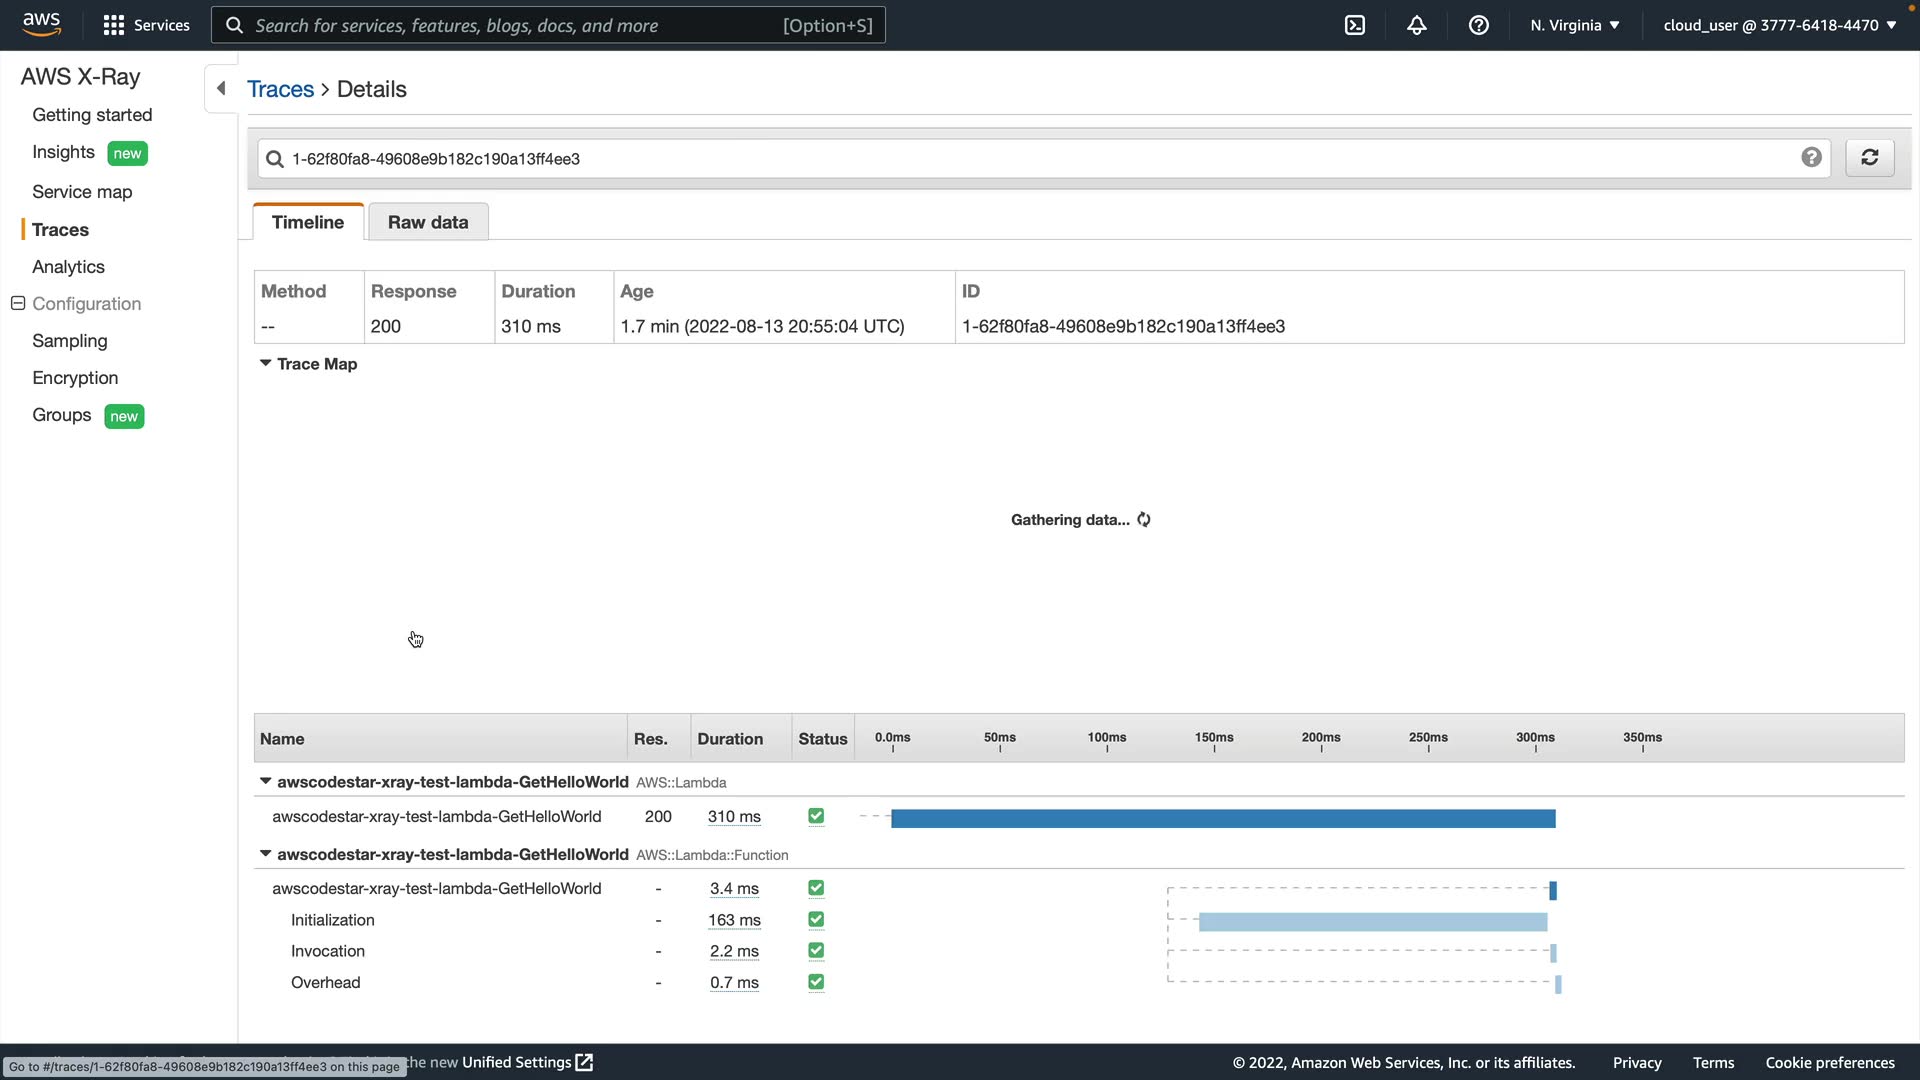 aws
Services
Search for services, features, blogs, docs, and more
[Option+S]
N. Virginia
cloud_user @ 3777-6418-4470
AWS X-Ray
Getting started
Insights new
Service map
Traces
Analytics
Configuration
Sampling
Encryption
Groups new
Traces > Details
1-62f80fa8-49608e9b182c190a13ff4ee3
Timeline Raw data
Method Response Duration Age ID
-- 200 310 ms 1.7 min (2022-08-13 20:55:04 UTC) 1-62f80fa8-49608e9b182c190a13ff4ee3
Trace Map
Gathering data...
Name Res. Duration Status 0.0ms 50ms 100ms 150ms 200ms 250ms 300ms 350ms
awscodestar-xray-test-lambda-GetHelloWorld AWS::Lambda
awscodestar-xray-test-lambda-GetHelloWorld 200 310 ms
awscodestar-xray-test-lambda-GetHelloWorld AWS::Lambda::Function
awscodestar-xray-test-lambda-GetHelloWorld - 3.4 ms
Initialization - 163 ms
Invocation - 2.2 ms
Overhead - 0.7 ms
Go to #/traces/1-62f80fa8-49608e9b182c190a13ff4ee3 on this page
the new Unified Settings
© 2022, Amazon Web Services, Inc. or its affiliates. Privacy Terms Cookie preferences